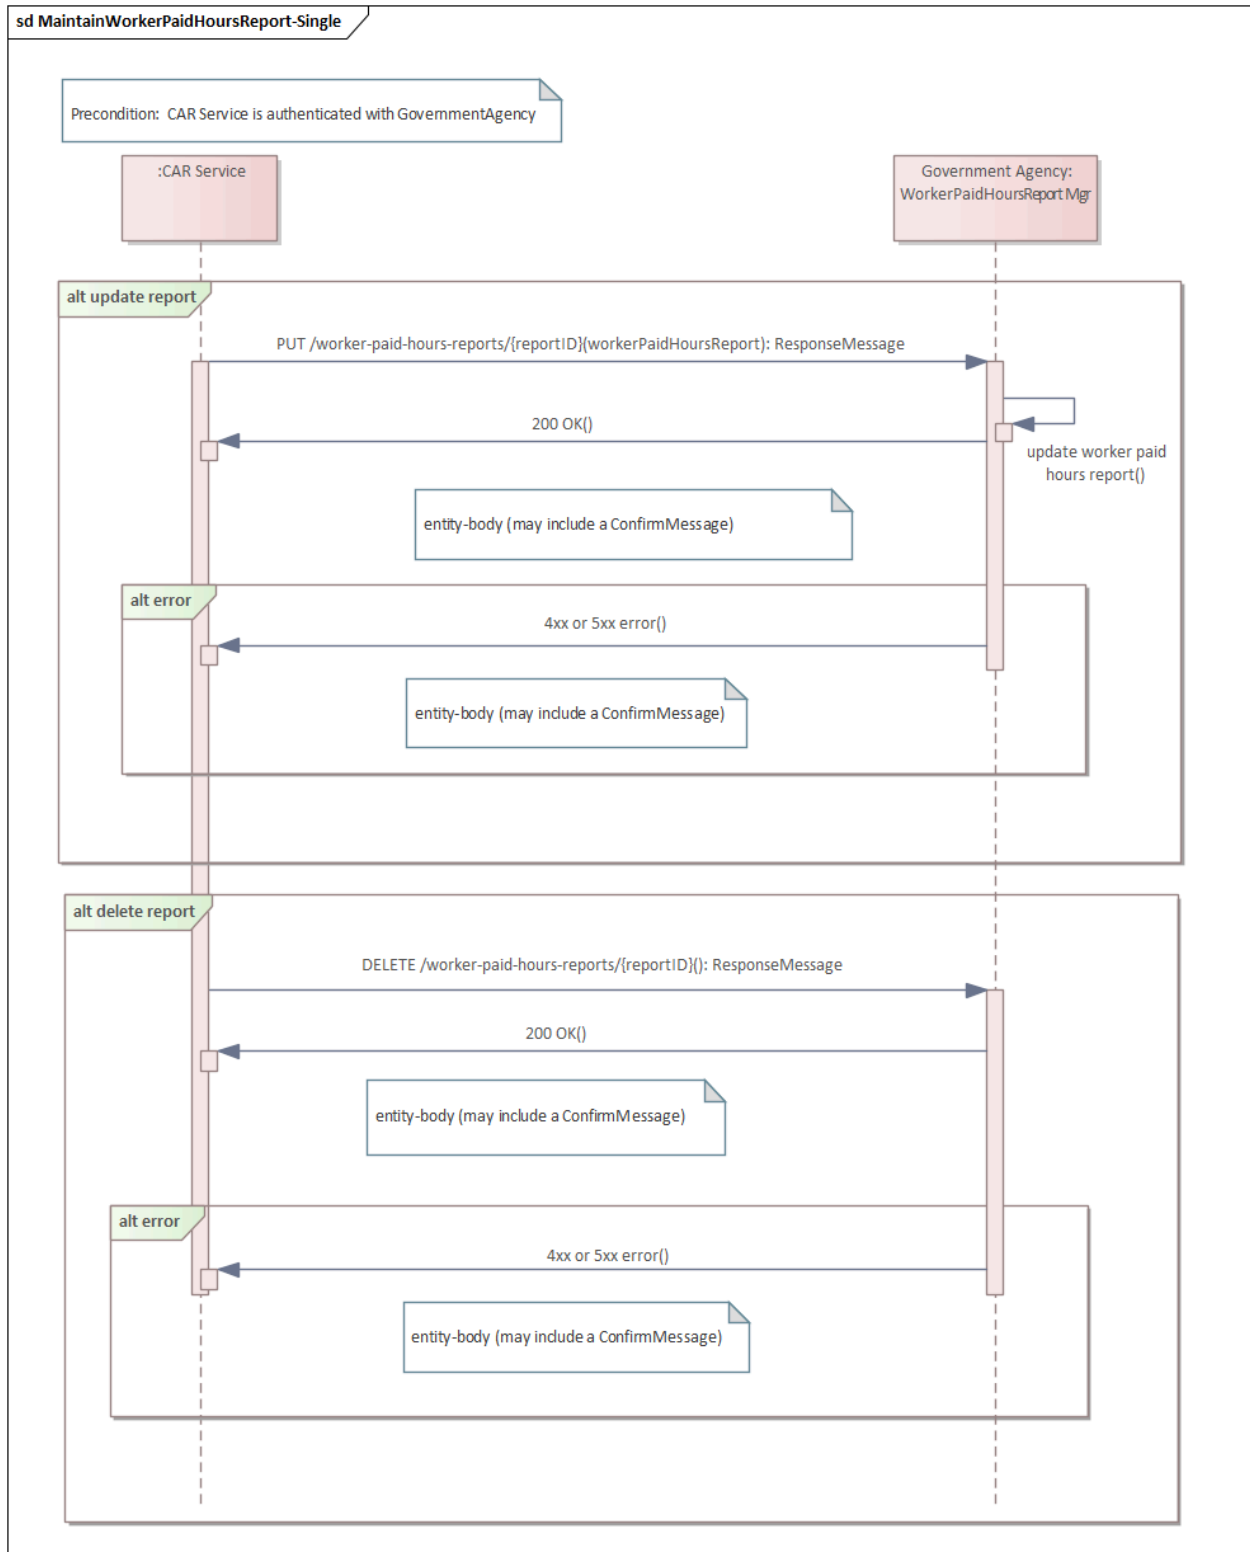 sd MaintainWorkerPaidHoursReport-Single
Precondition:  CAR Service is authenticated with GovernmentAgency
:CAR Service
Government Agency:
WorkerPaidHoursReport Mgr
alt update report
PUT /worker-paid-hours-reports/{reportID}(workerPaidHoursReport): ResponseMessage
200 OK()
update worker paid
hours report()
entity-body (may include a ConfirmMessage)
alt error
4xx or 5xx error()
entity-body (may include a ConfirmMessage)
alt delete report
DELETE /worker-paid-hours-reports/{reportID}(): ResponseMessage
200 OK()
entity-body (may include a ConfirmMessage)
alt error
4xx or 5xx error()
entity-body (may include a ConfirmMessage)